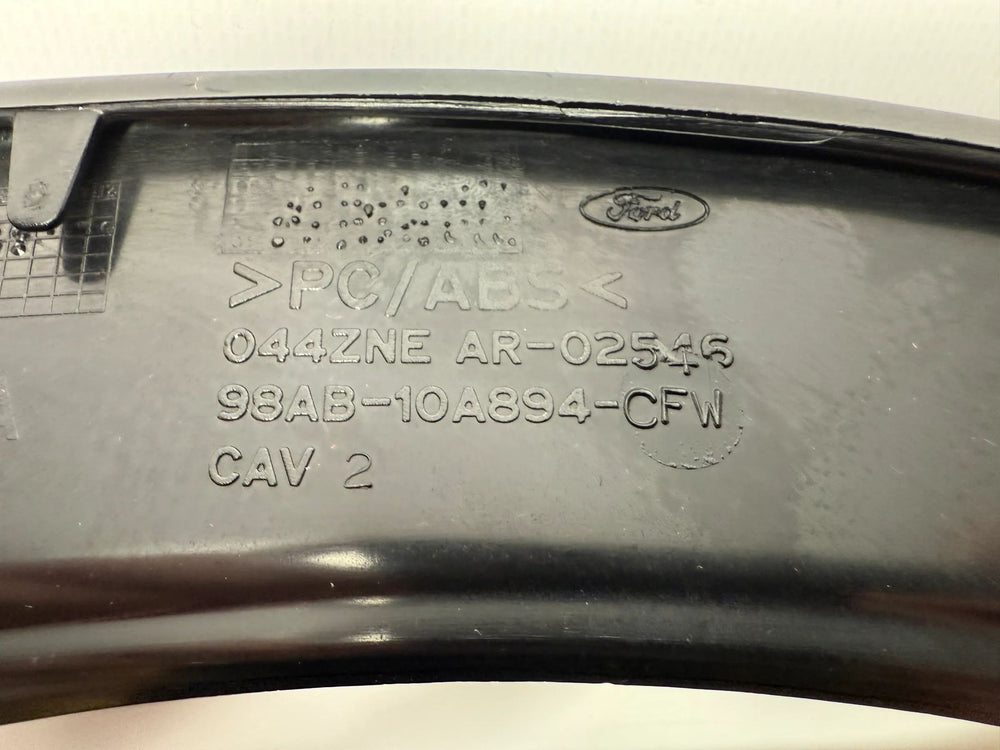 Ford
>PC/ABS<
044ZNE AR-02546
98AB-10A894-CFW
CAV 2